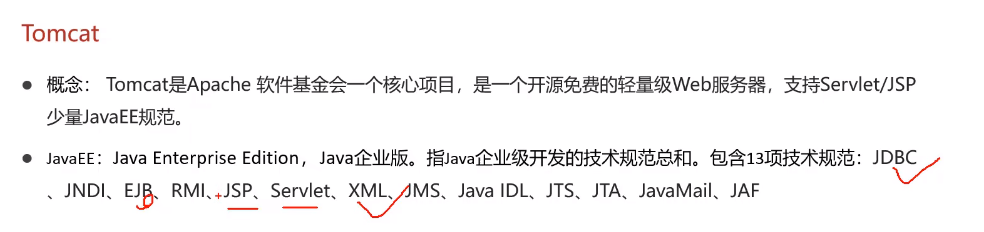 Tomcat
● 概念： Tomcat是Apache 软件基金会一个核心项目，是一个开源免费的轻量级Web服务器，支持Servlet/JSP
少量JavaEE规范。
● JavaEE：Java Enterprise Edition，Java企业版。指Java企业级开发的技术规范总和。包含13项技术规范：JDBC
、JNDI、EJB、RMI、JSP、Servlet、XML、JMS、Java IDL、JTS、JTA、JavaMail、JAF